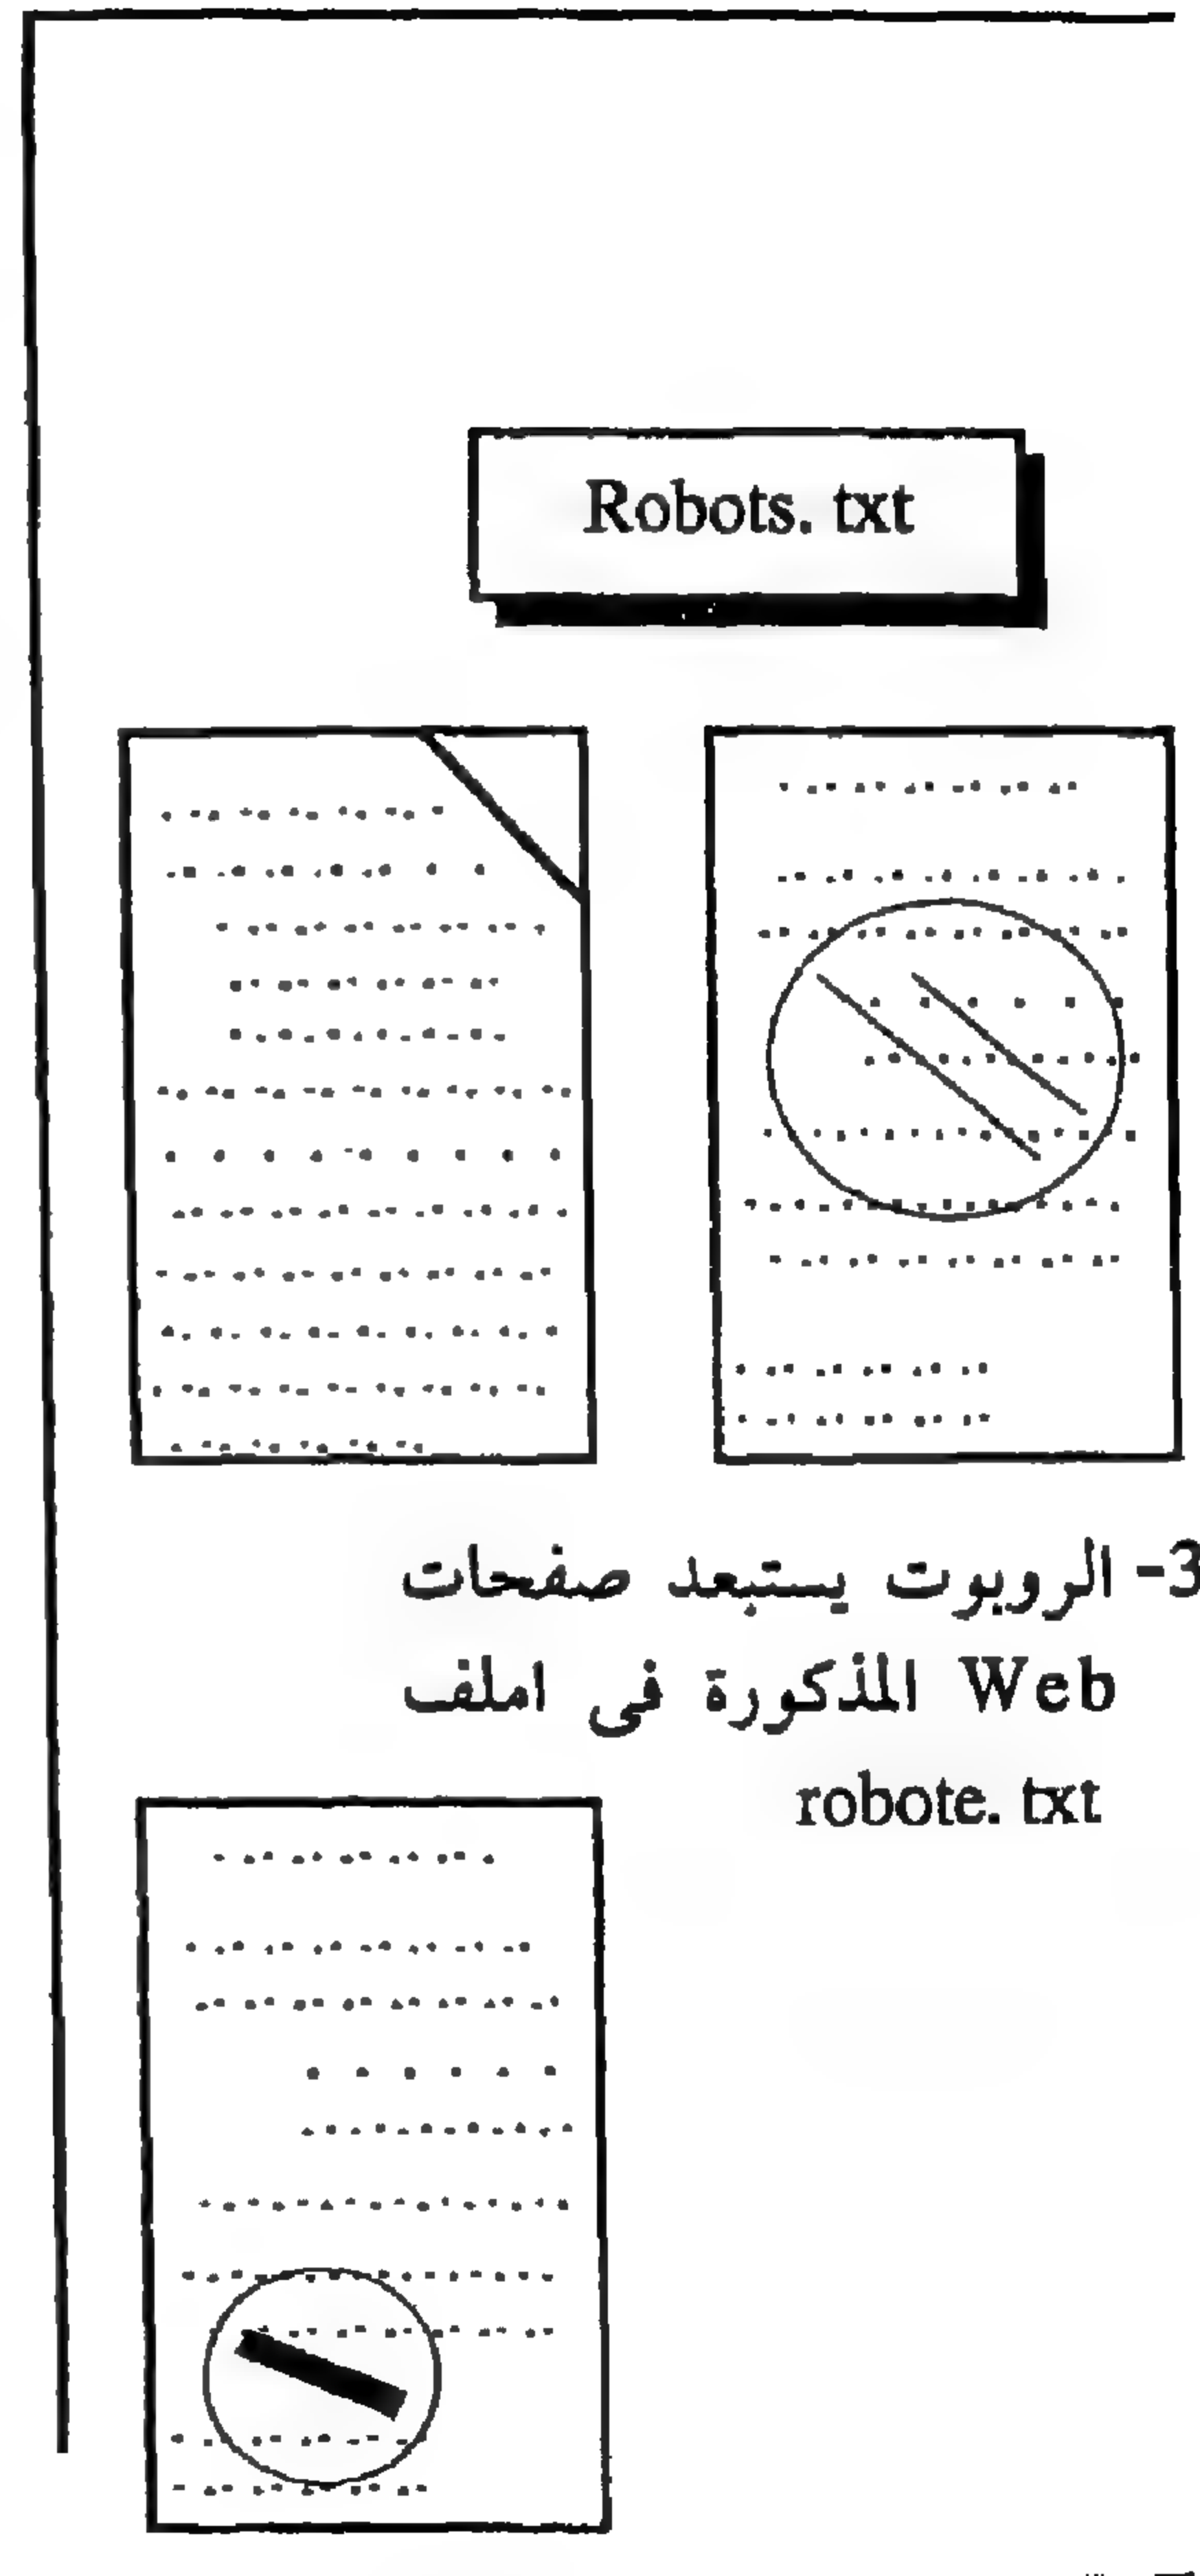 Robots. txt
3- الروبوت يستبعد صفحات
Web المذكورة فى املف
robote. txt